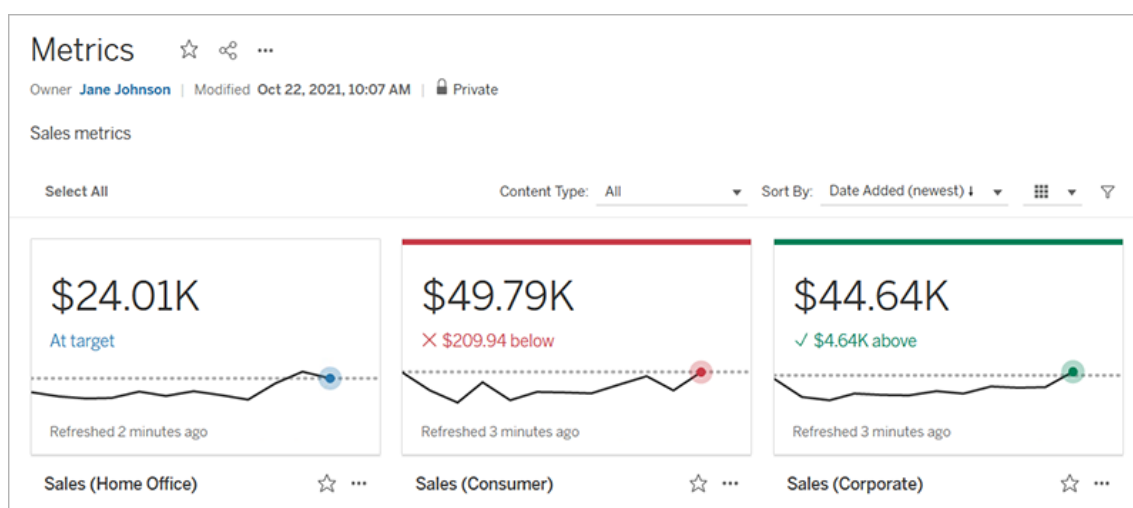 Metrics
Owner Jane Johnson | Modified Oct 22, 2021, 10:07 AM | Private
Sales metrics
Select All Content Type: All Sort By: Date Added (newest) ↓
$24.01K
At target
Refreshed 2 minutes ago
Sales (Home Office)
$49.79K
$209.94 below
Refreshed 3 minutes ago
Sales (Consumer)
$44.64K
$4.64K above
Refreshed 3 minutes ago
Sales (Corporate)